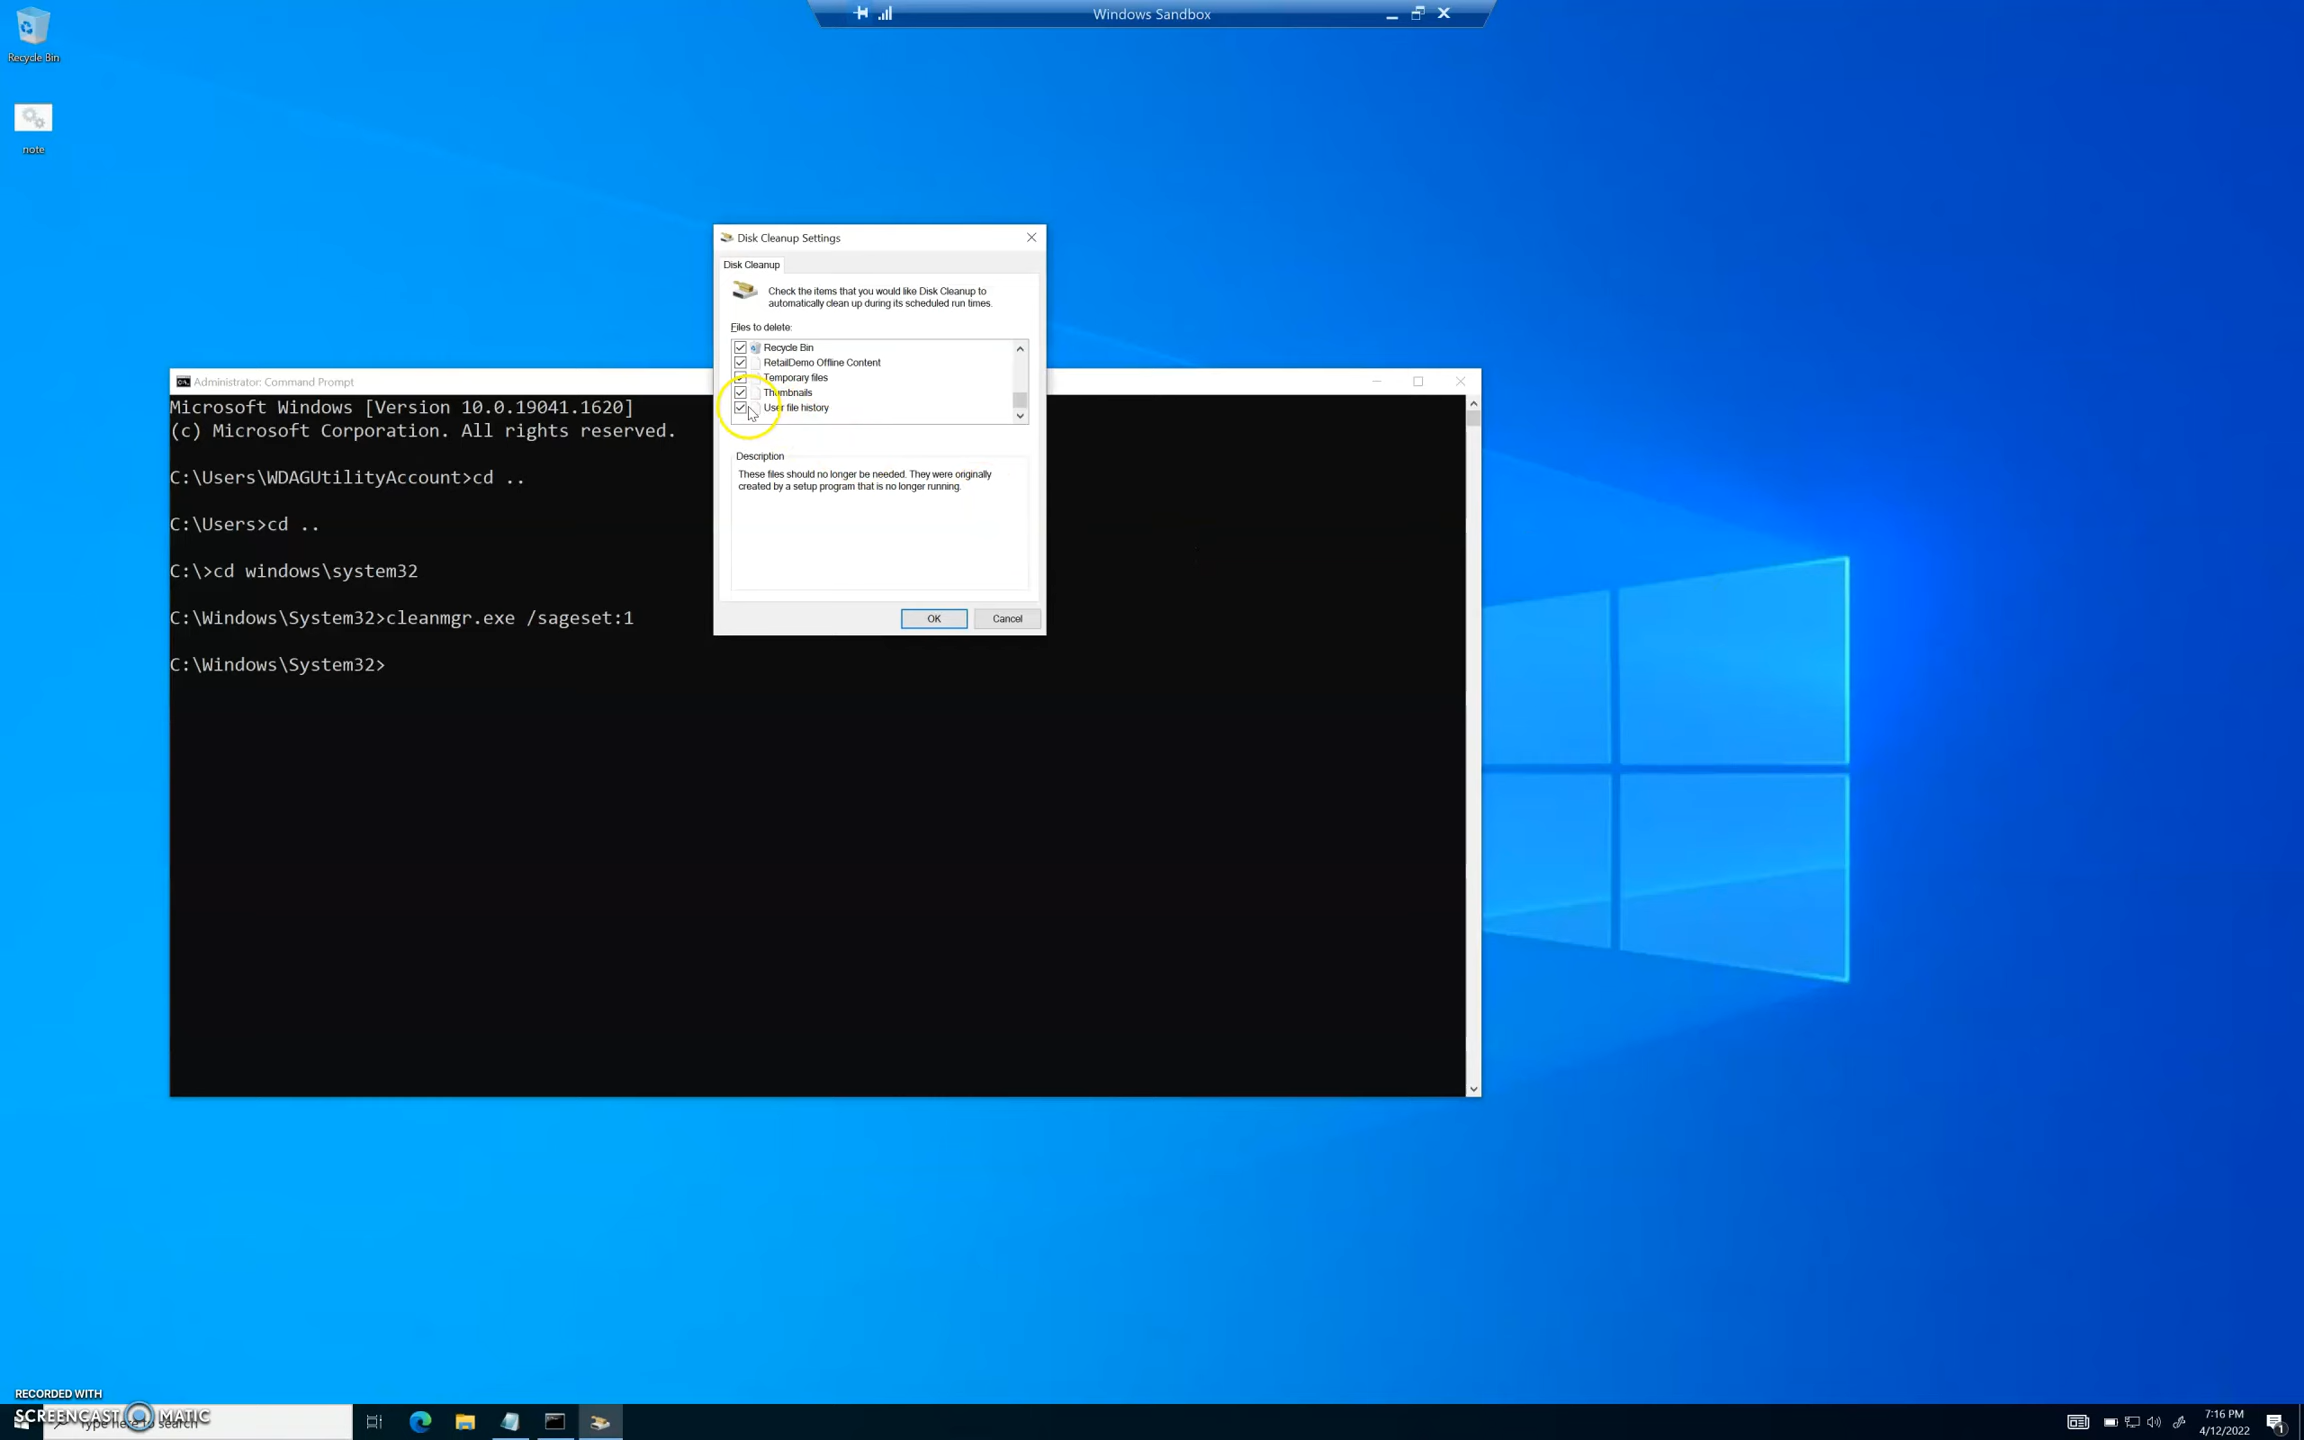 Windows Sandbox
Recycle Bin
note
Disk Cleanup Settings
Disk Cleanup
Check the items that you would like Disk Cleanup to
automatically clean up during its scheduled run times.
Files to delete:
Recycle Bin
RetailDemo Offline Content
Temporary files
Thumbnails
User file history
Description
These files should no longer be needed. They were originally
created by a setup program that is no longer running.
OK
Cancel
Administrator: Command Prompt
Microsoft Windows [Version 10.0.19041.1620]
(c) Microsoft Corporation. All rights reserved.
C:\Users\WDAGUtilityAccount>cd ..
C:\Users>cd ..
C:\>cd windows\system32
C:\Windows\System32>cleanmgr.exe /sageset:1
C:\Windows\System32>
RECORDED WITH
SCREENCAST MATIC
Type here to search
7:16 PM
4/12/2022
1